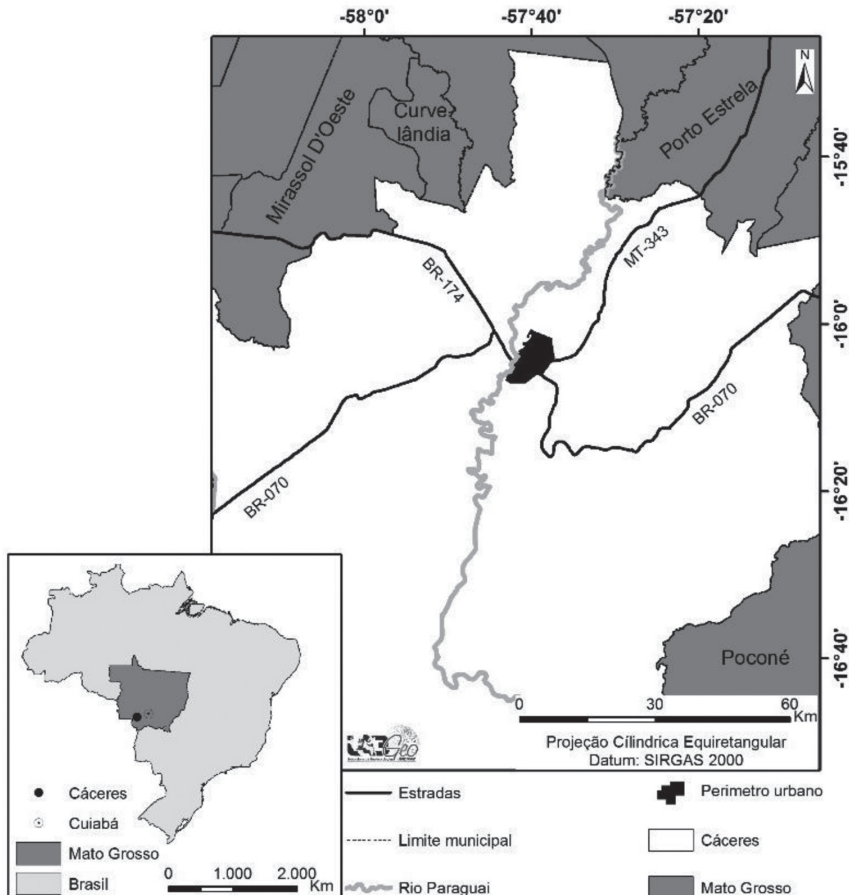 -58°0'
-57°40'
-57°20'
N
Curve
lândia
Mirassol D'Oeste
Porto Estrela
-15°40'
BR-174
MT-343
-16°0'
BR-070
BR-070
-16°20'
-16°40'
Poconé
0 30 60
Km
Projeção Cílindrica Equiretangular
Datum: SIRGAS 2000
Cáceres
Cuiabá
Mato Grosso
Brasil
0 1.000 2.000
Km
Estradas
Limite municipal
Rio Paraguai
Perimetro urbano
Cáceres
Mato Grosso